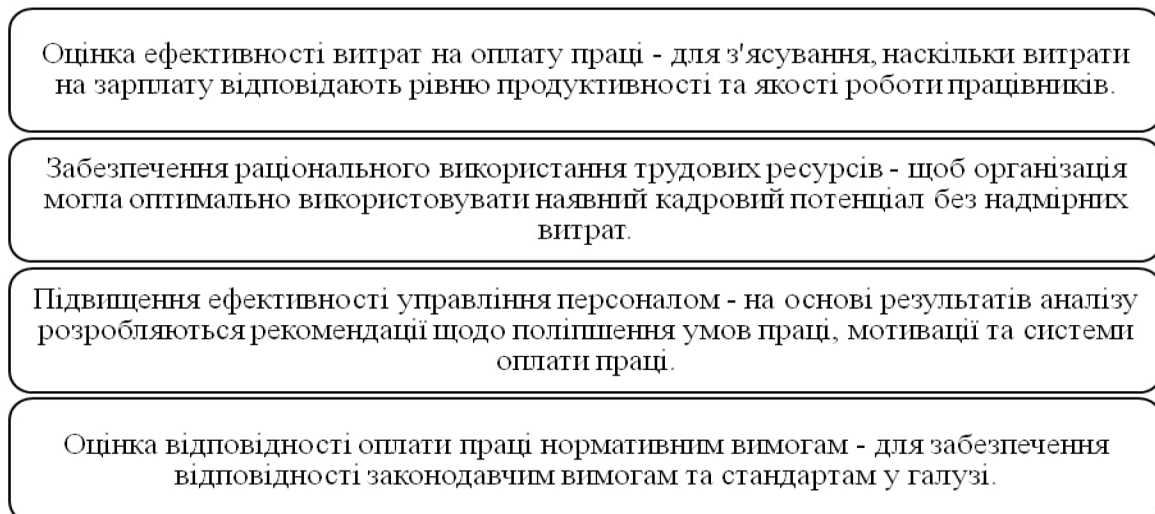 Оцінка ефективності витрат на оплату праці - для з'ясування, наскільки витрати
на зарплату відповідають рівню продуктивності та якості роботи працівників.
Забезпечення раціонального використання трудових ресурсів - щоб організація
могла оптимально використовувати наявний кадровий потенціал без надмірних
витрат.
Підвищення ефективності управління персоналом - на основі результатів аналізу
розробляються рекомендації щодо поліпшення умов праці, мотивації та системи
оплати праці.
Оцінка відповідності оплати праці нормативним вимогам - для забезпечення
відповідності законодавчим вимогам та стандартам у галузі.